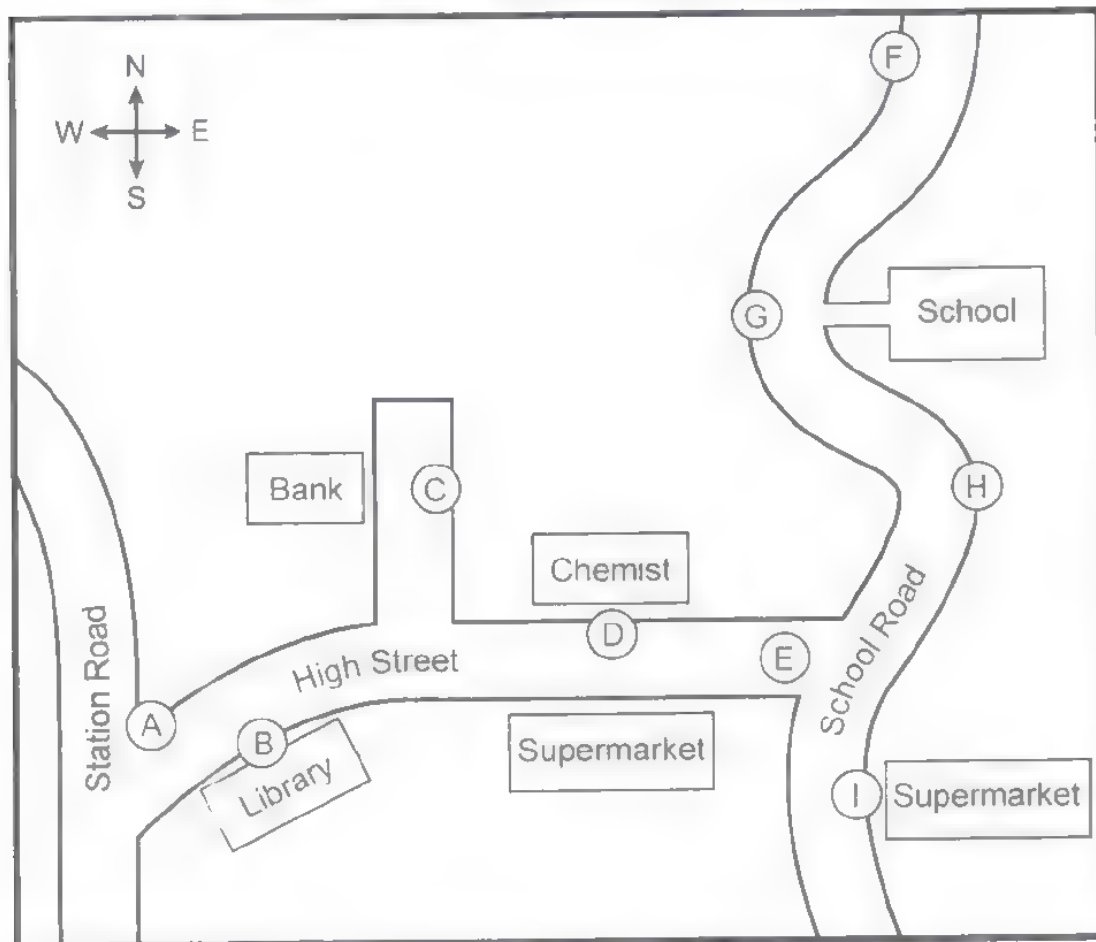 F
N
W E
S
School
G
Bank
C
H
Chemist
D
High Street
E
School Road
Station Road
A
B
Library
Supermarket
I
Supermarket